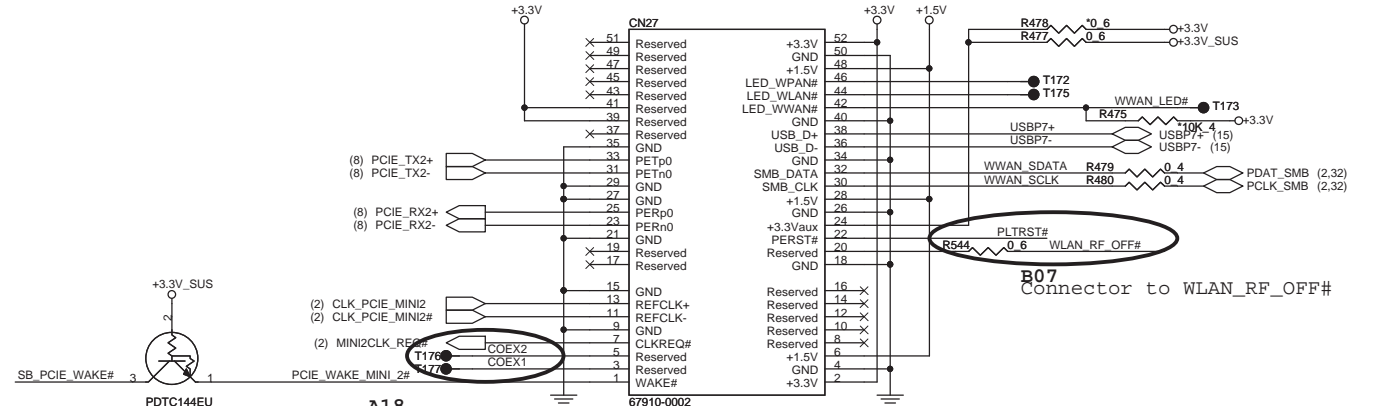 +3.3V
+3.3V
+1.5V
CN27
R478 *0_6 +3.3V
R477 0_6 +3.3V_SUS
51 Reserved +3.3V 52
49 Reserved GND 50
47 Reserved +1.5V 48
45 Reserved LED_WPAN# 46 T172
43 Reserved LED_WLAN# 44 T175
41 Reserved LED_WWAN# 42 WWAN_LED# T173
39 Reserved GND 40 R475 *10K_4 +3.3V
37 Reserved USB_D+ 38 USBP7+ USBP7+ (15)
35 GND USB_D- 36 USBP7- USBP7- (15)
(8) PCIE_TX2+ 33 PETp0 GND 34
(8) PCIE_TX2- 31 PETn0 SMB_DATA 32 WWAN_SDATA R479 0_4 PDAT_SMB (2,32)
29 GND SMB_CLK 30 WWAN_SCLK R480 0_4 PCLK_SMB (2,32)
27 GND +1.5V 28
(8) PCIE_RX2+ 25 PERp0 GND 26
(8) PCIE_RX2- 23 PERn0 +3.3Vaux 24
21 GND PERST# 22 PLTRST#
19 Reserved Reserved 20 R544 0_6 WLAN_RF_OFF#
17 Reserved GND 18
B07
Connector to WLAN_RF_OFF#
15 GND Reserved 16
(2) CLK_PCIE_MINI2 13 REFCLK+ Reserved 14
(2) CLK_PCIE_MINI2# 11 REFCLK- Reserved 12
9 GND Reserved 10
(2) MINI2CLK_REQ# 7 CLKREQ# Reserved 8
T176 COEX2 5 Reserved +1.5V 6
T177 COEX1 3 Reserved GND 4
PCIE_WAKE_MINI_2# 1 WAKE# +3.3V 2
+3.3V_SUS
2
SB_PCIE_WAKE# 3 1
PDTC144EU
A18
67910-0002